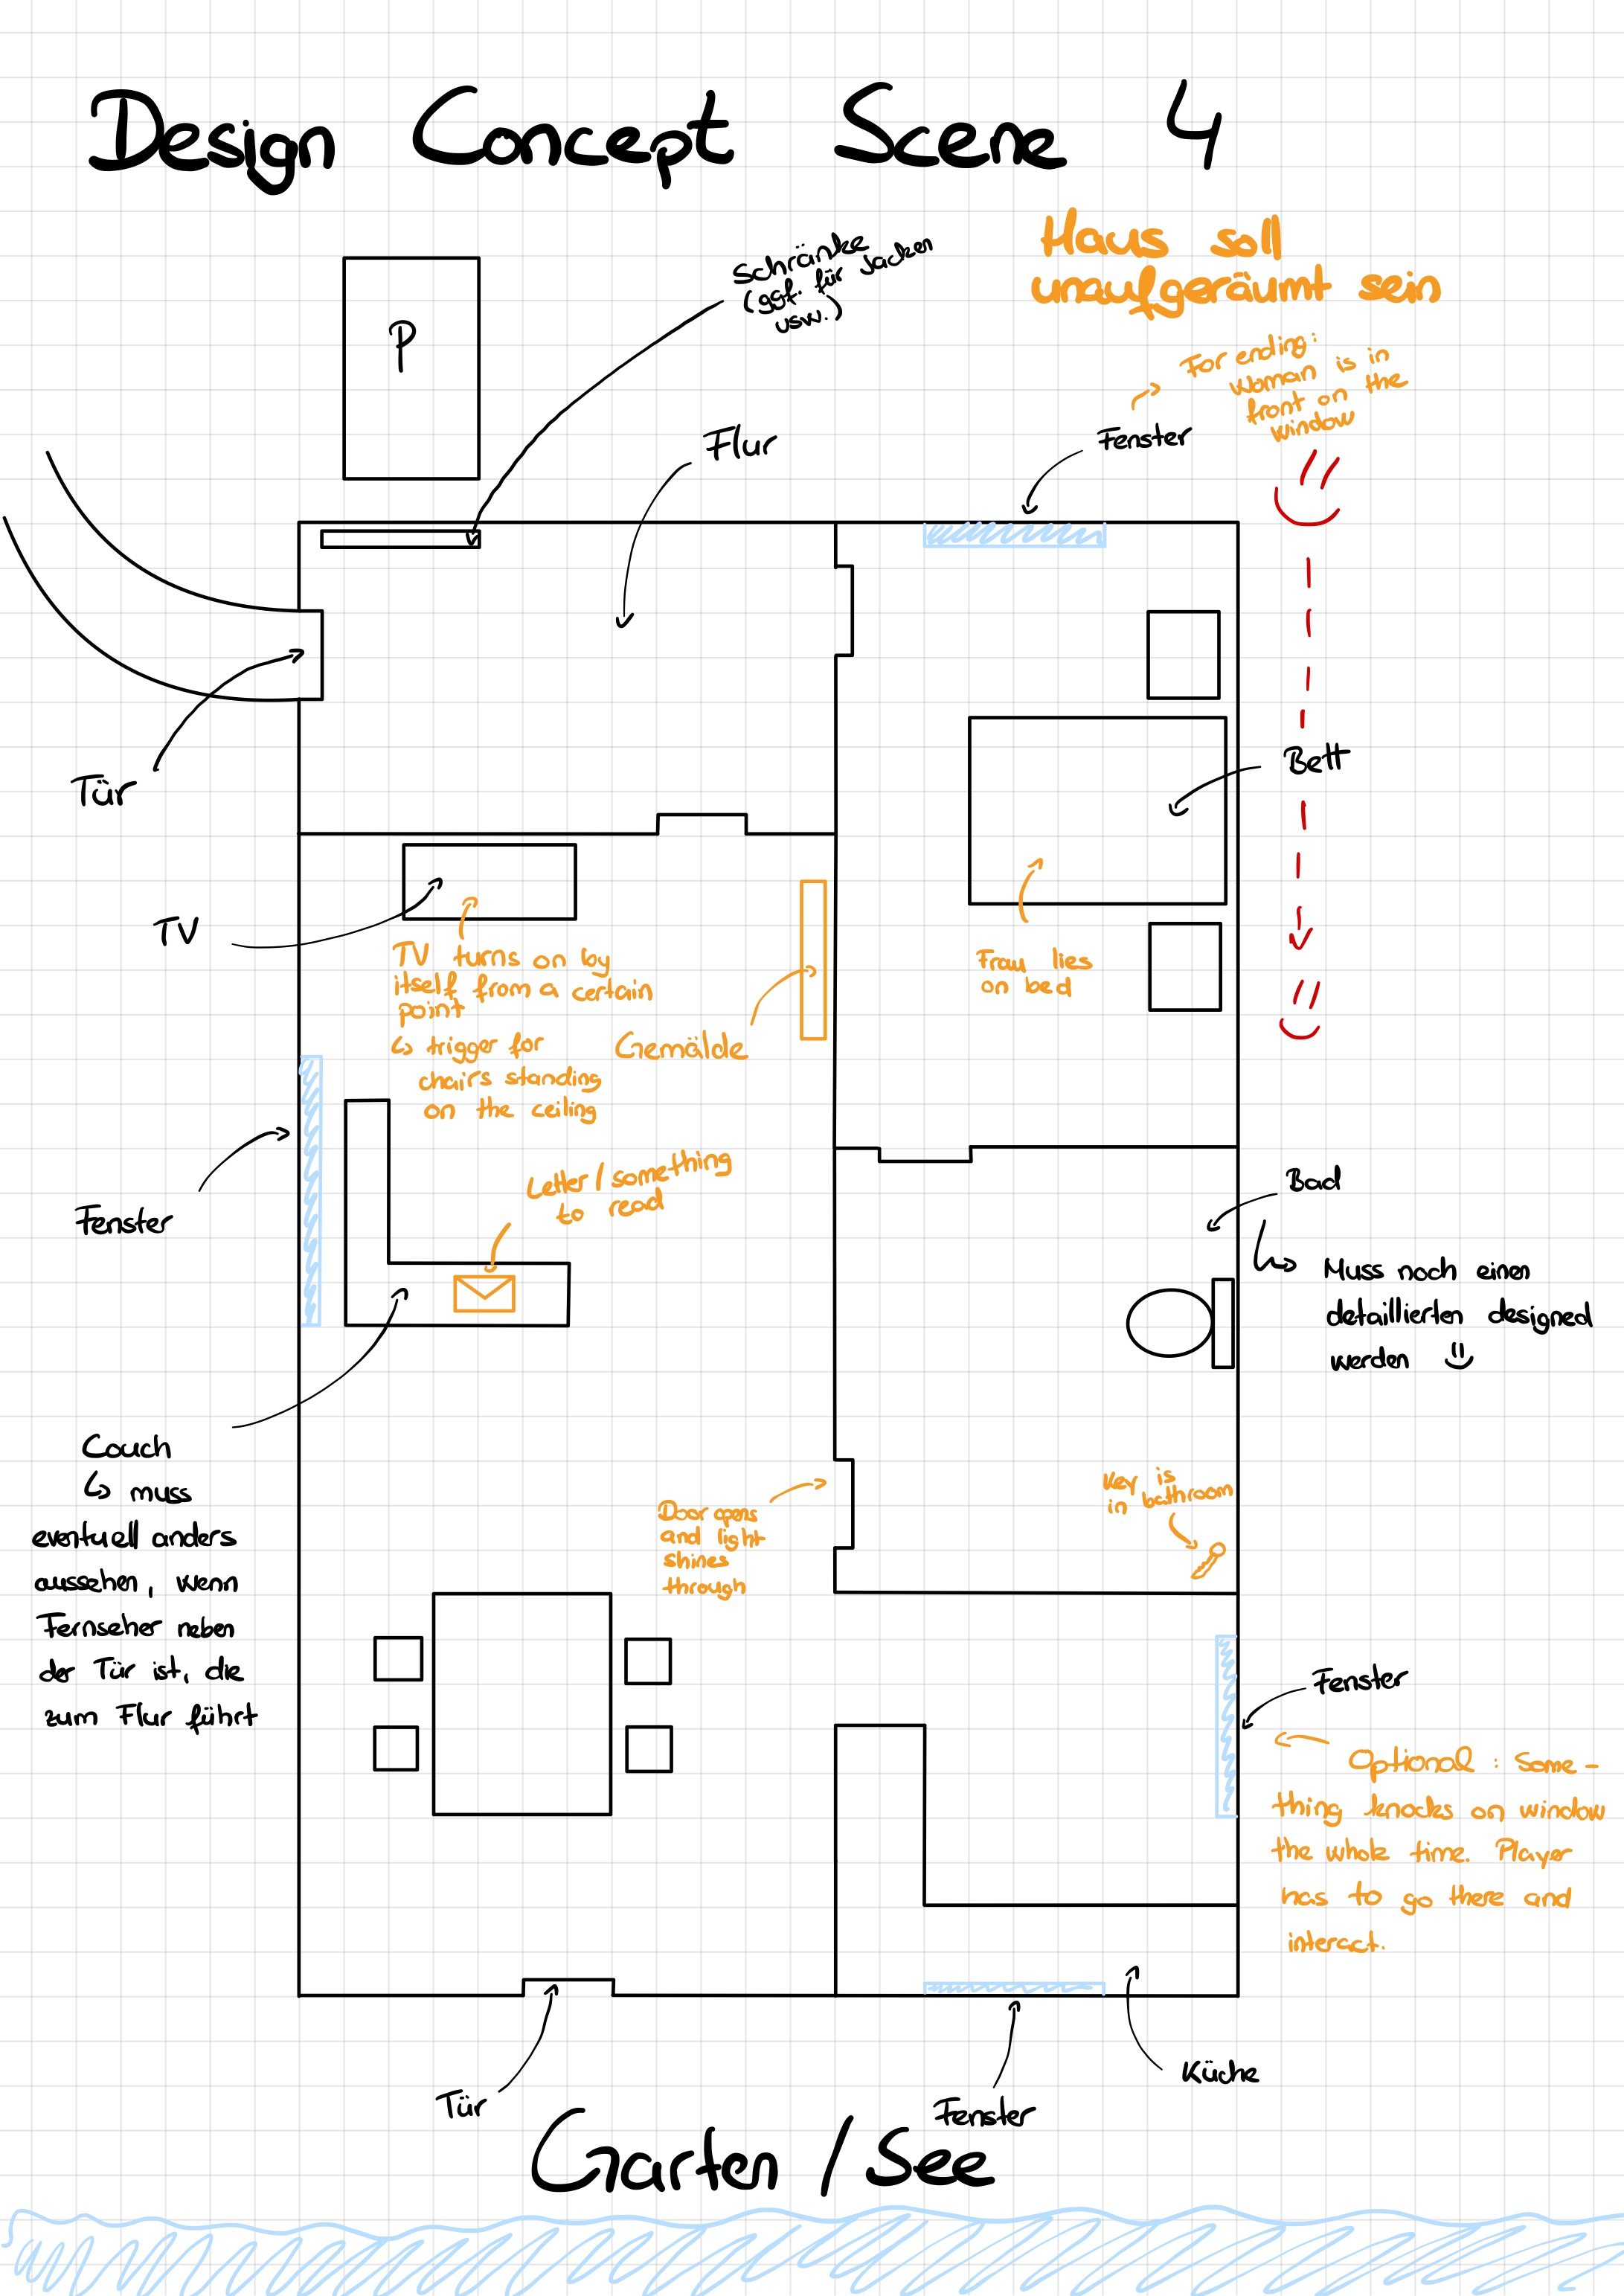 Design Concept Scene 4
Haus soll
unaufgeräumt sein
Schränke
(ggf. für Jacken
usw.)
P
For ending:
woman is in
front on the
window
Flur
Fenster
Tür
Bett
TV
TV turns on by
itself from a certain
point
↳ trigger for
chairs standing
on the ceiling
Gemälde
Frau lies
on bed
Letter / something
to read
Fenster
Bad
↳ Muss noch einen
detaillierten designed
werden
Couch
↳ muss
eventuell anders
aussehen, wenn
Fernseher neben
der Tür ist, die
zum Flur führt
Door opens
and light
shines
through
Key is
in bathroom
Fenster
Optional: Some-
thing knocks on window
the whole time. Player
has to go there and
interact.
Küche
Tür
Fenster
Garten / See